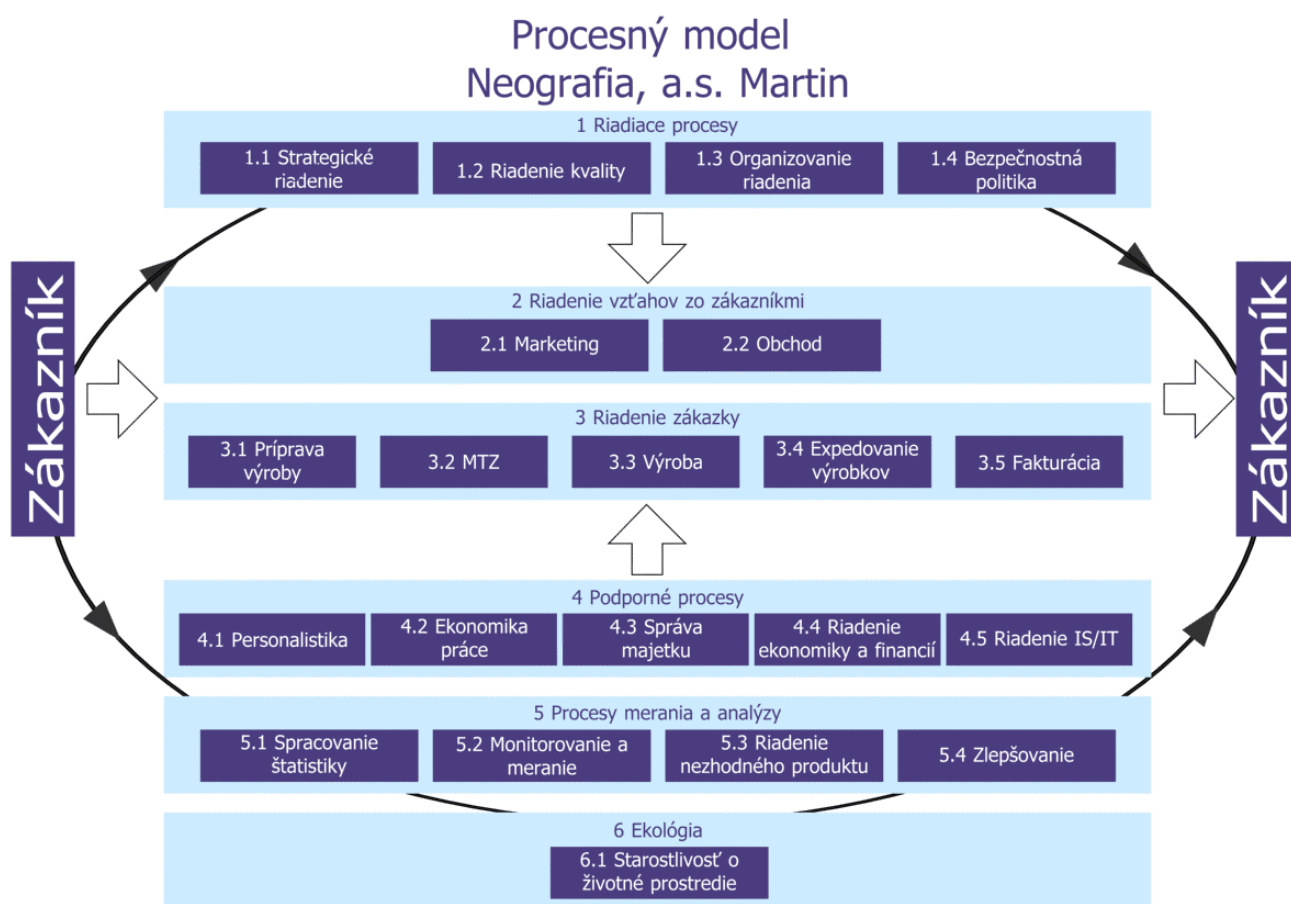 Procesný model
Neografia, a.s. Martin
1 Riadiace procesy
1.1 Strategické
riadenie
1.2 Riadenie kvality
1.3 Organizovanie
riadenia
1.4 Bezpečnostná
politika
Zákazník
2 Riadenie vzťahov zo zákazníkmi
2.1 Marketing
2.2 Obchod
Zákazník
3 Riadenie zákazky
3.1 Príprava
výroby
3.2 MTZ
3.3 Výroba
3.4 Expedovanie
výrobkov
3.5 Fakturácia
4 Podporné procesy
4.1 Personalistika
4.2 Ekonomika
práce
4.3 Správa
majetku
4.4 Riadenie
ekonomiky a financií
4.5 Riadenie IS/IT
5 Procesy merania a analýzy
5.1 Spracovanie
štatistiky
5.2 Monitorovanie a
meranie
5.3 Riadenie
nezhodného produktu
5.4 Zlepšovanie
6 Ekológia
6.1 Starostlivosť o
životné prostredie